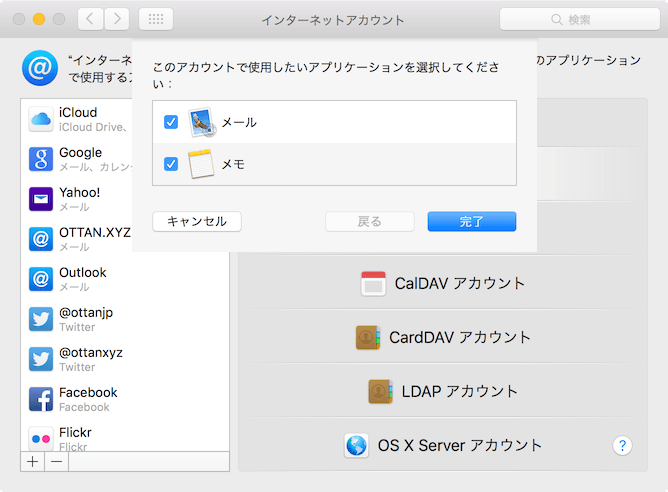 インターネットアカウント
検索
“インターネ
のアプリケーション
で使用するア
このアカウントで使用したいアプリケーションを選択してくださ
い：
メール
メモ
キャンセル
戻る
完了
iCloud
iCloud Drive、
Google
メール、カレン
Yahoo!
メール
OTTAN.XYZ
メール
Outlook
メール
@ottanjp
Twitter
@ottanxyz
Twitter
Facebook
Facebook
Flickr
Flickr
CalDAV アカウント
CardDAV アカウント
LDAP アカウント
OS X Server アカウント
?